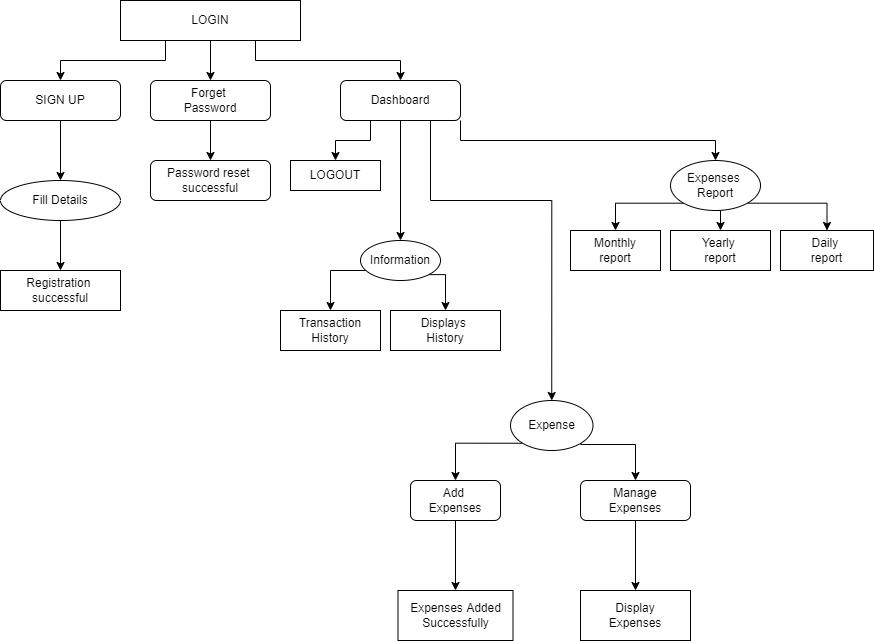 LOGIN
SIGN UP
Forget
Password
Dashboard
Password reset
successful
LOGOUT
Expenses
Report
Fill Details
Monthly
report
Yearly
report
Daily
report
Information
Registration
successful
Transaction
History
Displays
History
Expense
Add
Expenses
Manage
Expenses
Expenses Added
Successfully
Display
Expenses